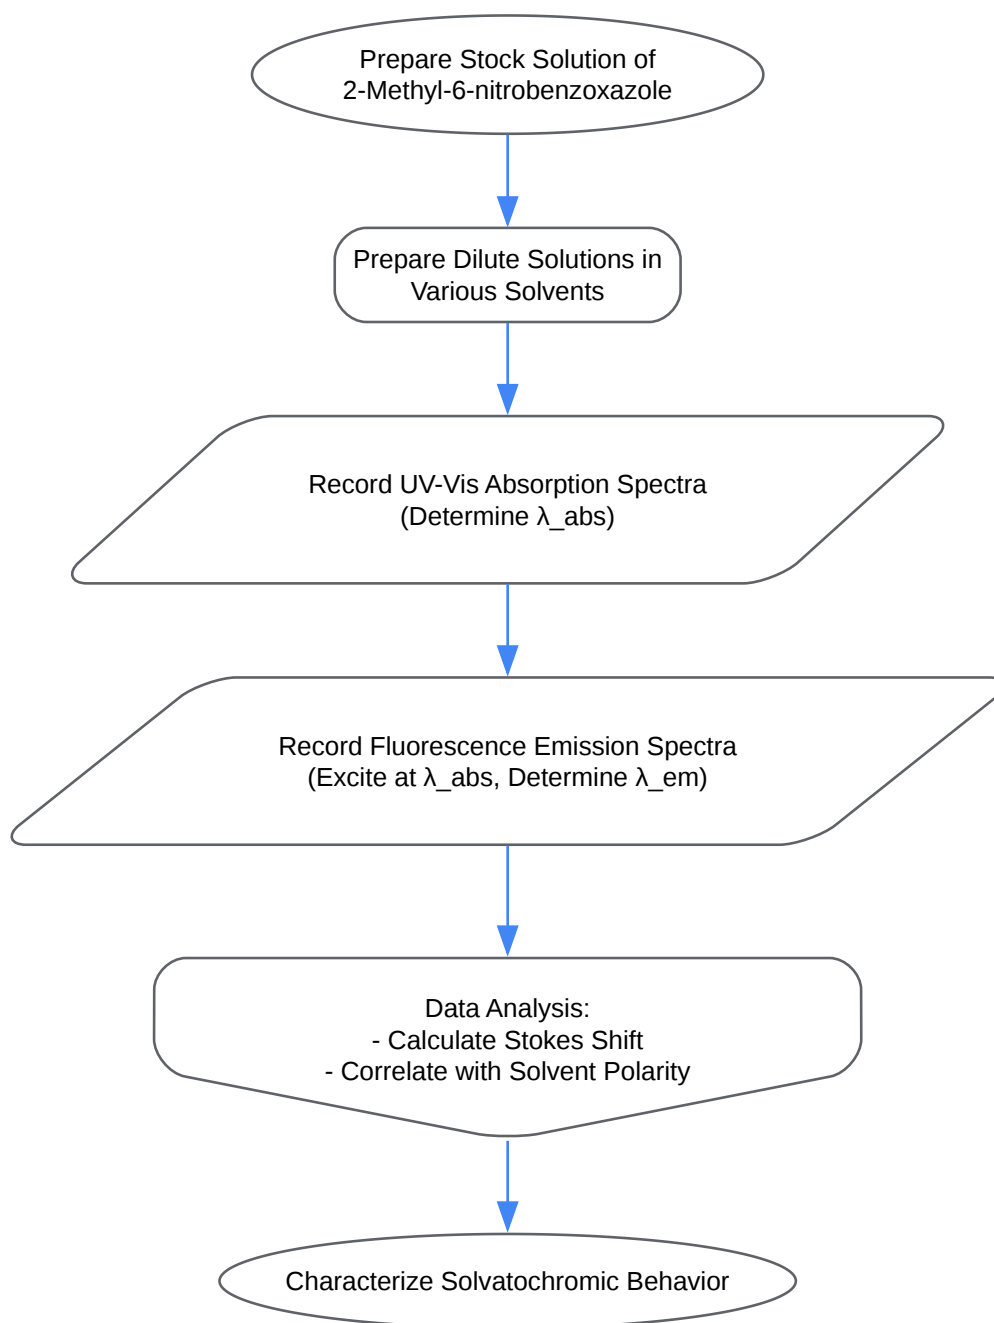 Prepare Stock Solution of
2-Methyl-6-nitrobenzoxazole
Prepare Dilute Solutions in
Various Solvents
Record UV-Vis Absorption Spectra
(Determine λ_abs)
Record Fluorescence Emission Spectra
(Excite at λ_abs, Determine λ_em)
Data Analysis:
- Calculate Stokes Shift
- Correlate with Solvent Polarity
Characterize Solvatochromic Behavior